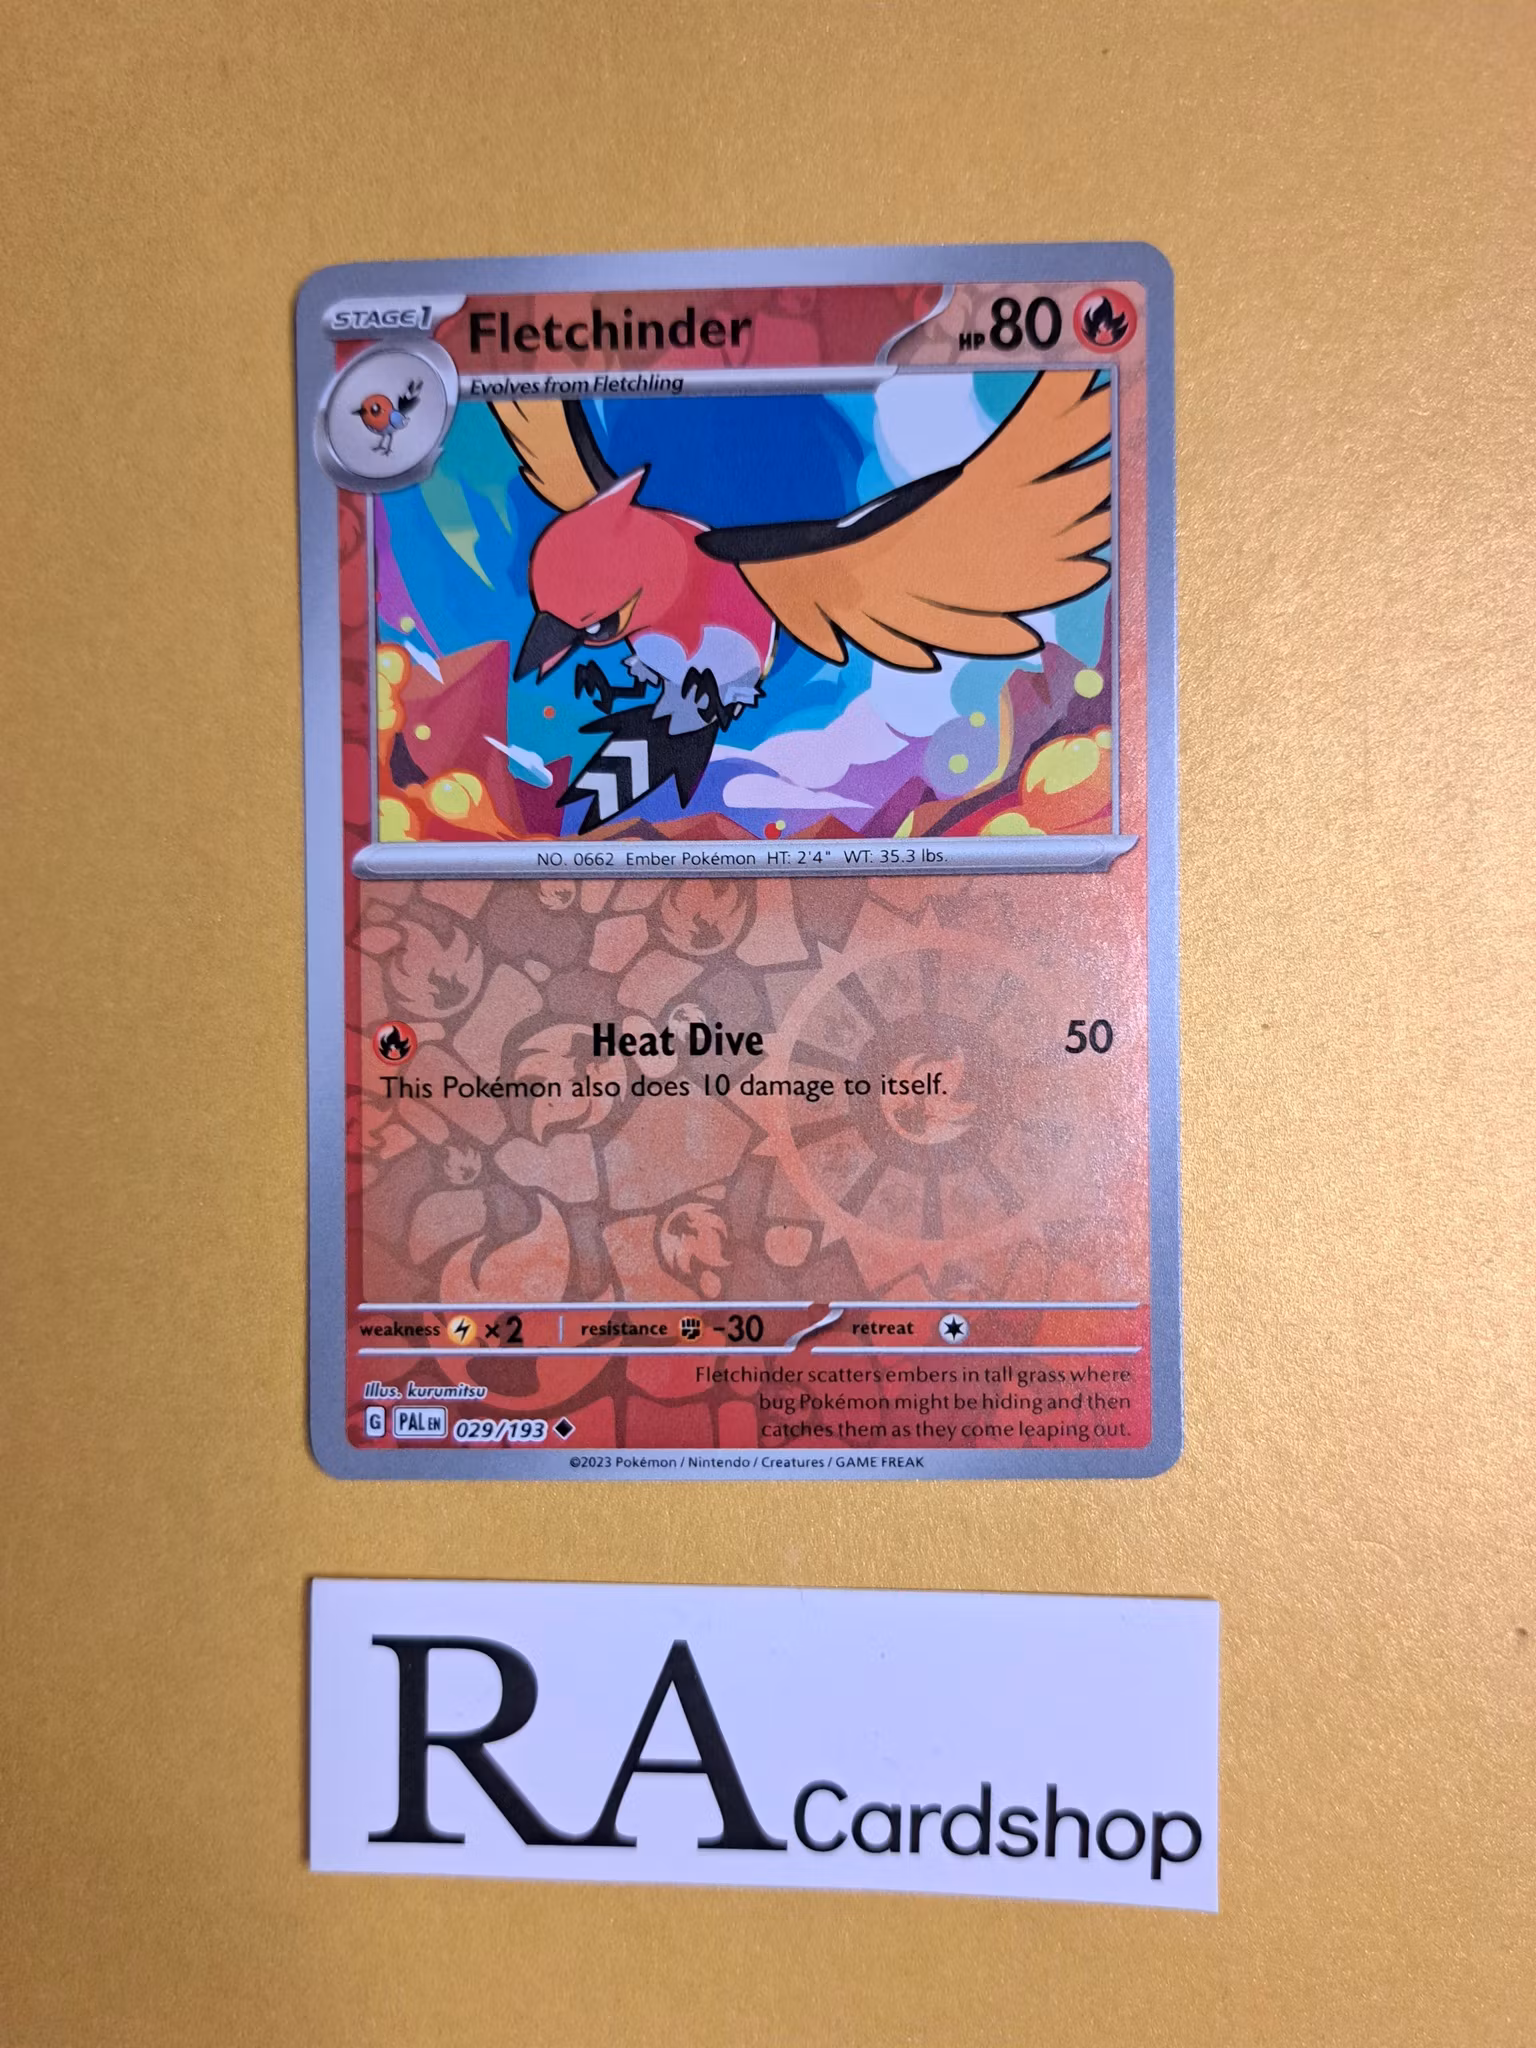 STAGE1 Fletchinder HP80
Evolves from Fletchling
NO. 0662 Ember Pokémon HT: 2'4" WT: 35.3 lbs.
Heat Dive 50
This Pokémon also does 10 damage to itself.
weakness ×2 resistance -30 retreat
Fletchinder scatters embers in tall grass where
bug Pokémon might be hiding and then
catches them as they come leaping out.
Illus. kurumitsu
G PAL EN 029/193
©2023 Pokémon / Nintendo / Creatures / GAME FREAK
RA Cardshop